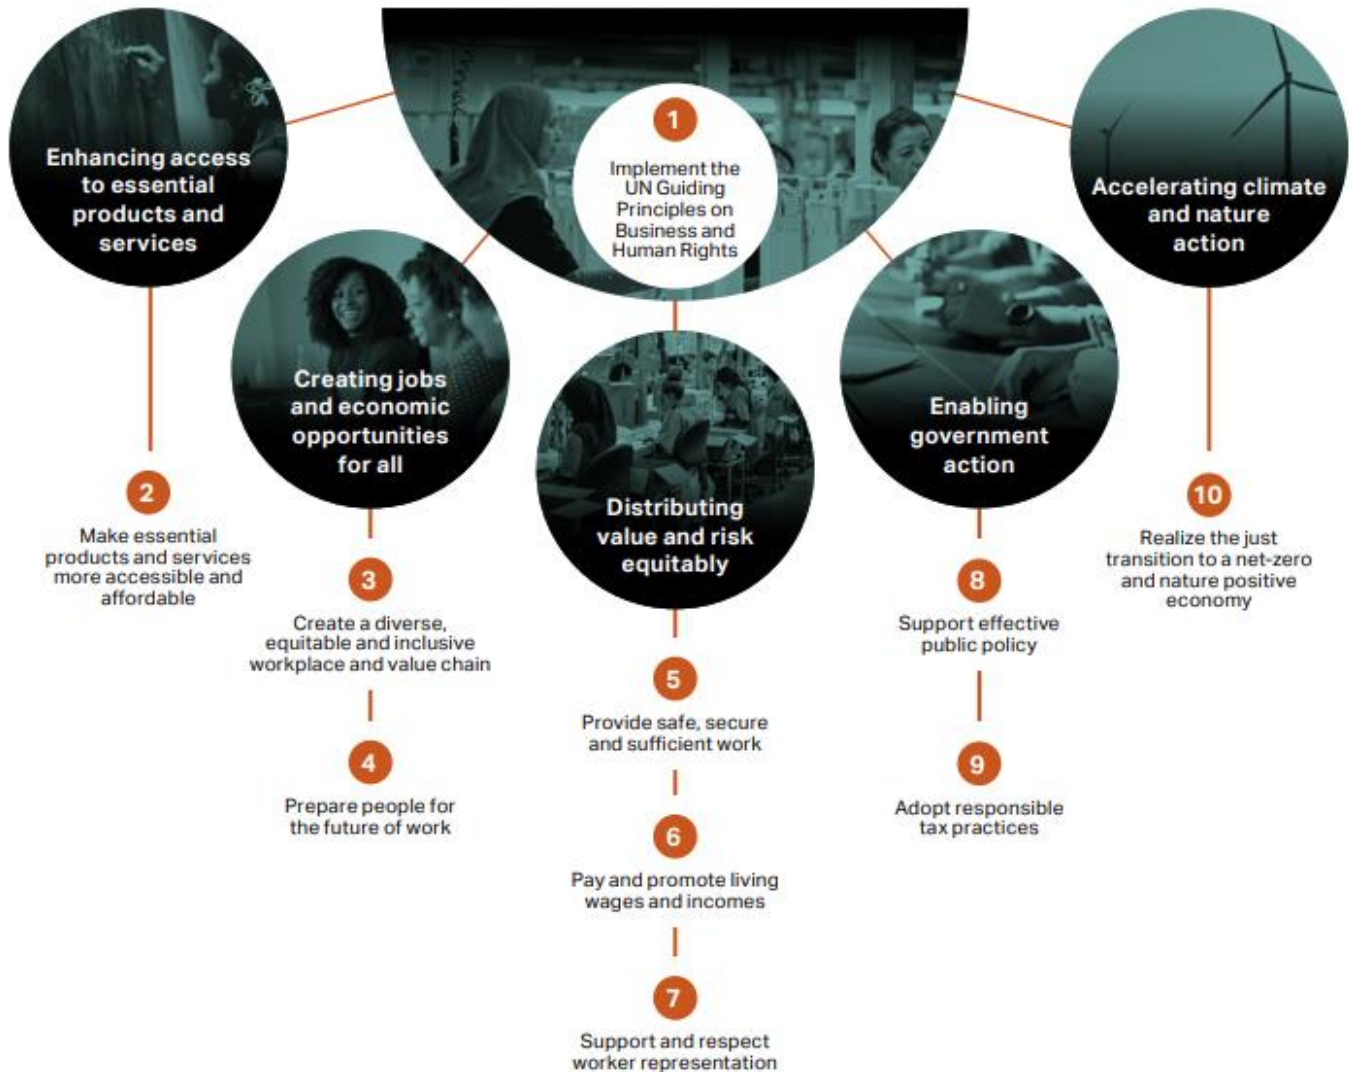 1
Implement the
UN Guiding
Principles on
Business and
Human Rights
Enhancing access
to essential
products and
services
2
Make essential
products and services
more accessible and
affordable
Creating jobs
and economic
opportunities
for all
3
Create a diverse,
equitable and inclusive
workplace and value chain
4
Prepare people for
the future of work
Distributing
value and risk
equitably
5
Provide safe, secure
and sufficient work
6
Pay and promote living
wages and incomes
7
Support and respect
worker representation
Enabling
government
action
8
Support effective
public policy
9
Adopt responsible
tax practices
Accelerating climate
and nature
action
10
Realize the just
transition to a net-zero
and nature positive
economy